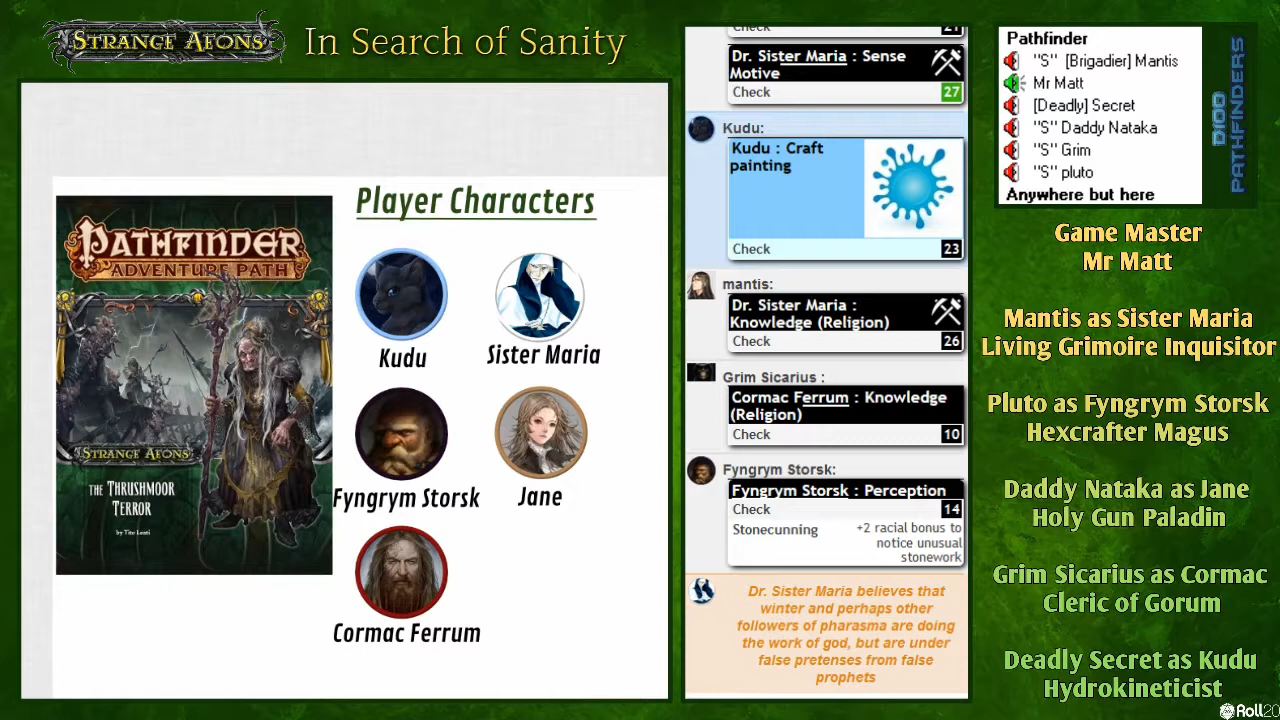 STRANGE AEONS
In Search of Sanity
Player Characters
PATHFINDER
ADVENTURE PATH
STRANGE AEONS
THE THRUSHMOOR
TERROR
by Tito Leati
Kudu
Sister Maria
Fyngrym Storsk
Jane
Cormac Ferrum
Check
21
Dr. Sister Maria : Sense
Motive
Check 27
Kudu:
Kudu : Craft
painting
Check 23
mantis:
Dr. Sister Maria :
Knowledge (Religion)
Check 26
Grim Sicarius :
Cormac Ferrum : Knowledge
(Religion)
Check 10
Fyngrym Storsk:
Fyngrym Storsk : Perception
Check 14
Stonecunning +2 racial bonus to
notice unusual
stonework
Dr. Sister Maria believes that
winter and perhaps other
followers of pharasma are doing
the work of god, but are under
false pretenses from false
prophets
Pathfinder
"S" [Brigadier] Mantis
Mr Matt
[Deadly] Secret
"S" Daddy Nataka
"S" Grim
"S" pluto
Anywhere but here
D100
PATHFINDERS
Game Master
Mr Matt
Mantis as Sister Maria
Living Grimoire Inquisitor
Pluto as Fyngrym Storsk
Hexcrafter Magus
Daddy Nataka as Jane
Holy Gun Paladin
Grim Sicarius as Cormac
Cleric of Gorum
Deadly Secret as Kudu
Hydrokineticist
Roll20